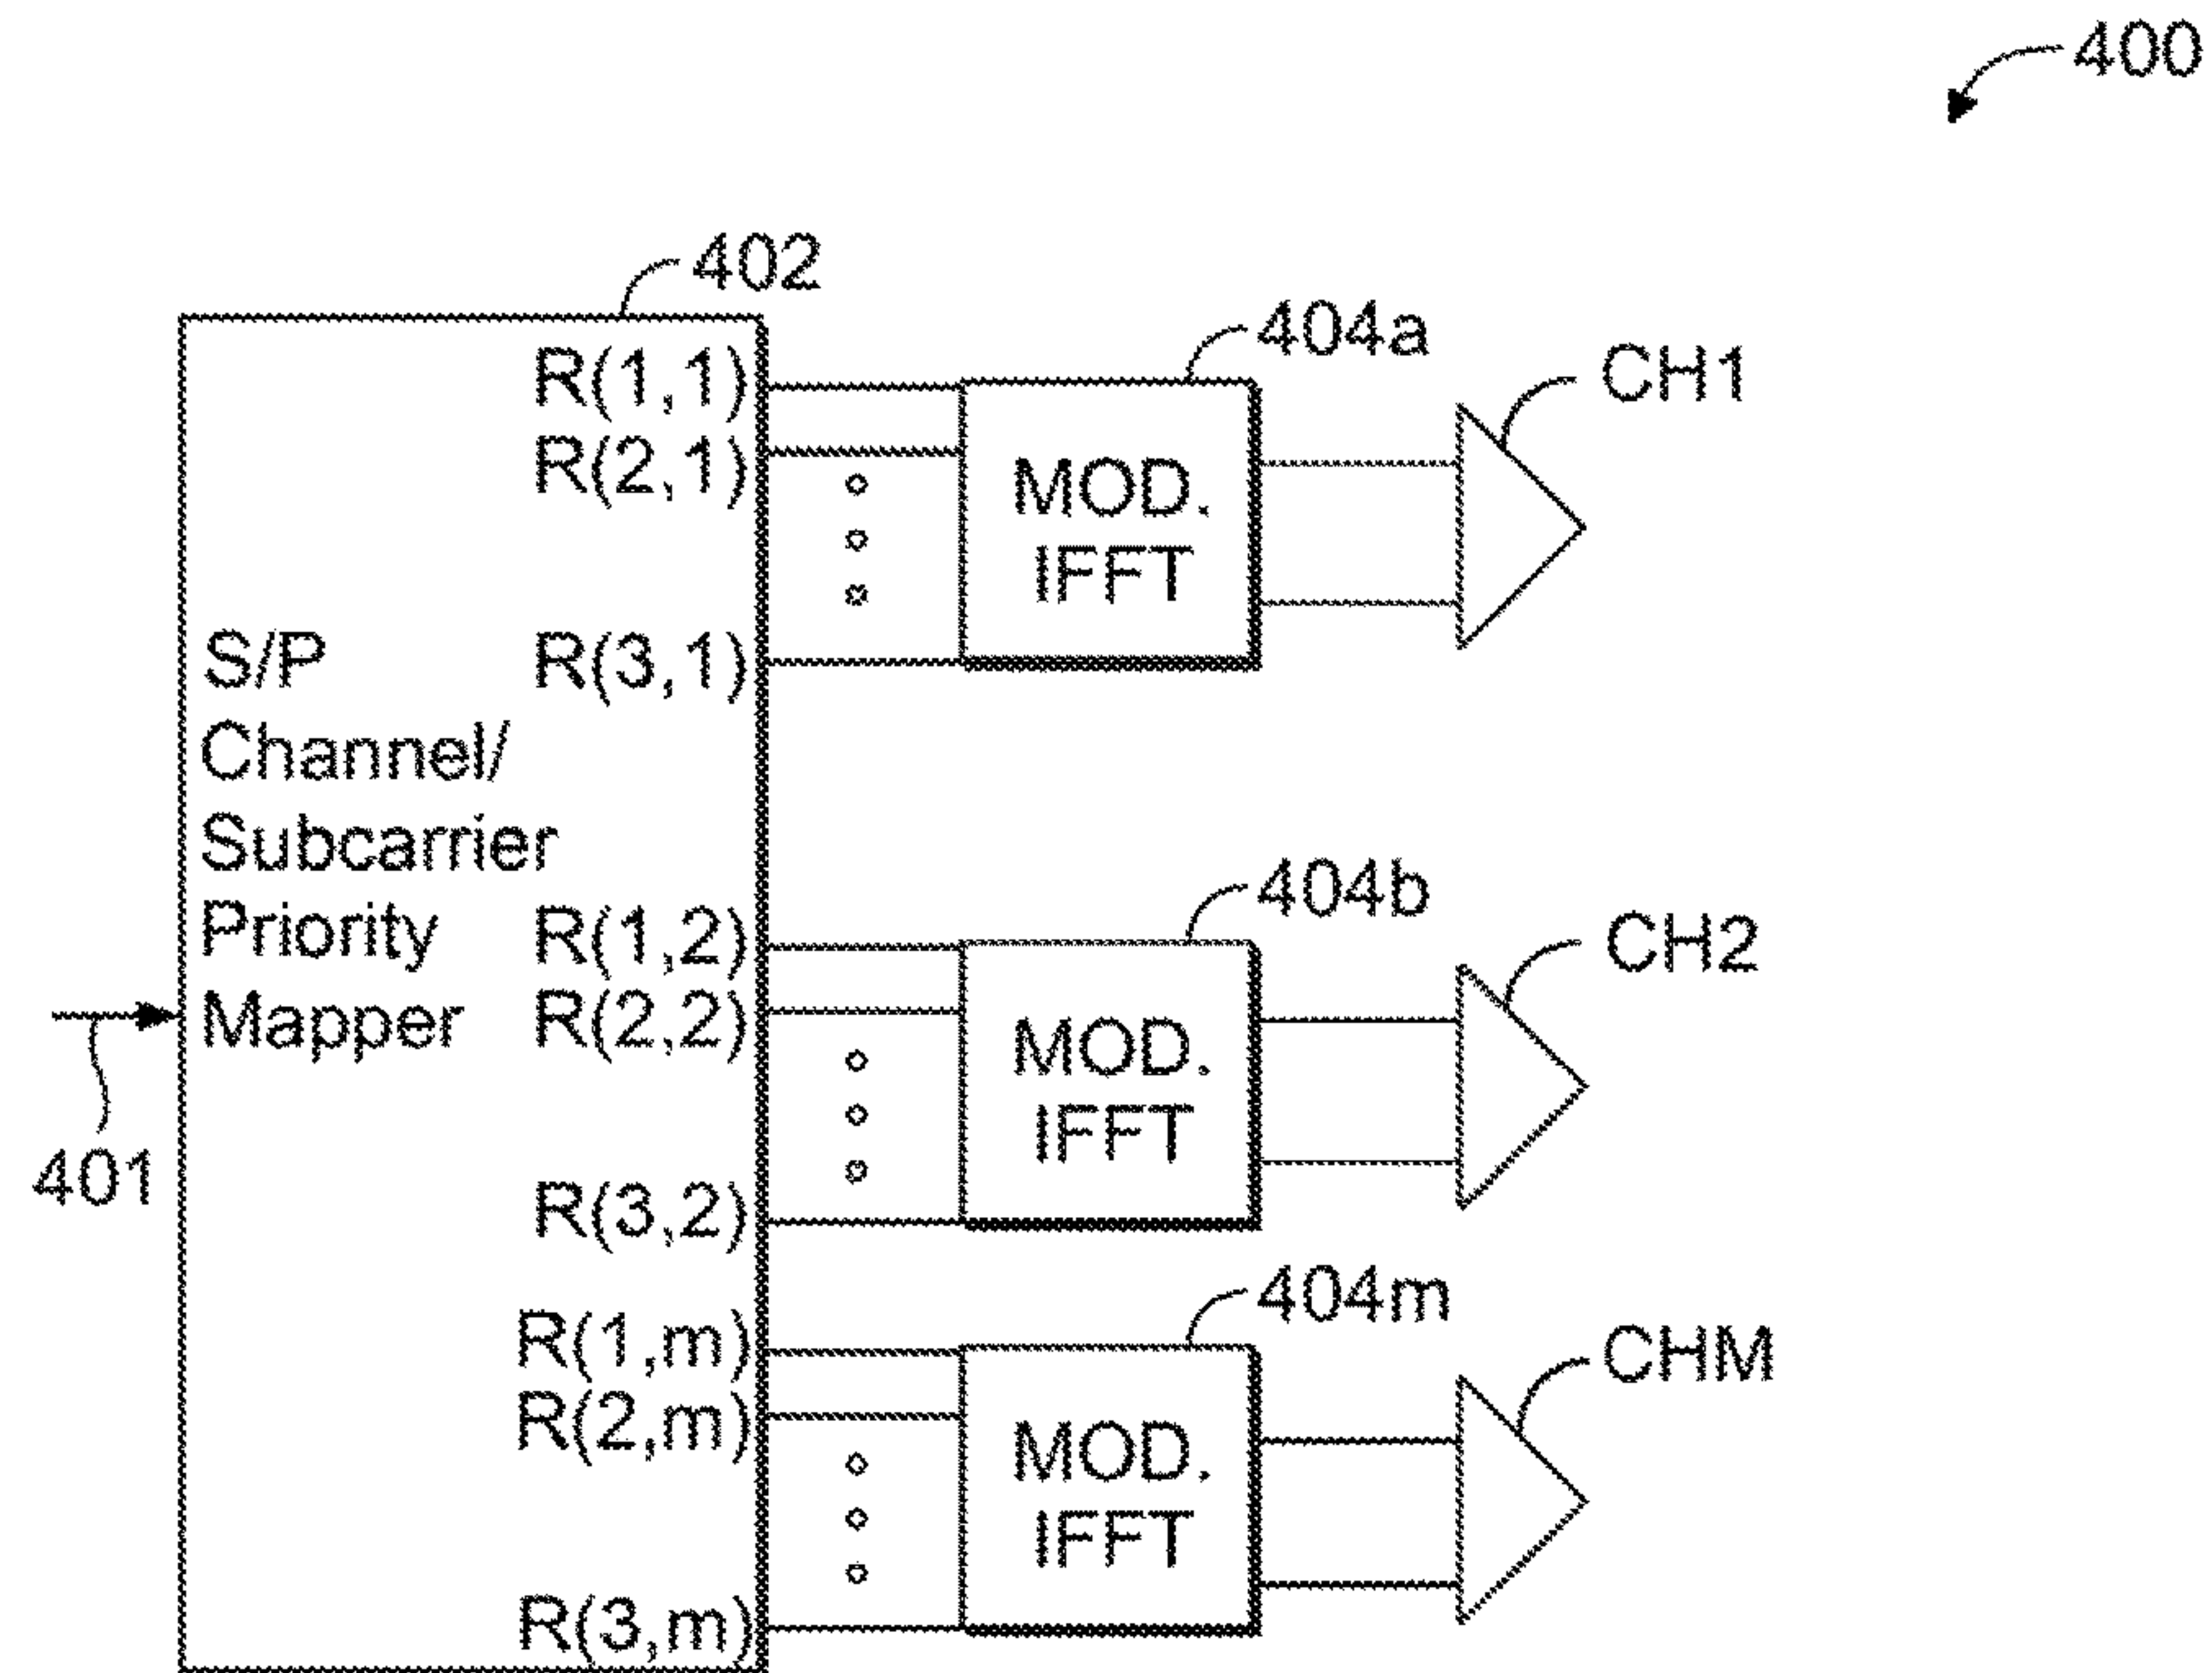 400
402
R(1,1)
404a
CH1
R(2,1)
MOD.
IFFT
S/P
R(3,1)
Channel/
Subcarrier
Priority
R(1,2)
404b
CH2
Mapper
R(2,2)
MOD.
IFFT
401
R(3,2)
404m
R(1,m)
CHM
R(2,m)
MOD.
IFFT
R(3,m)